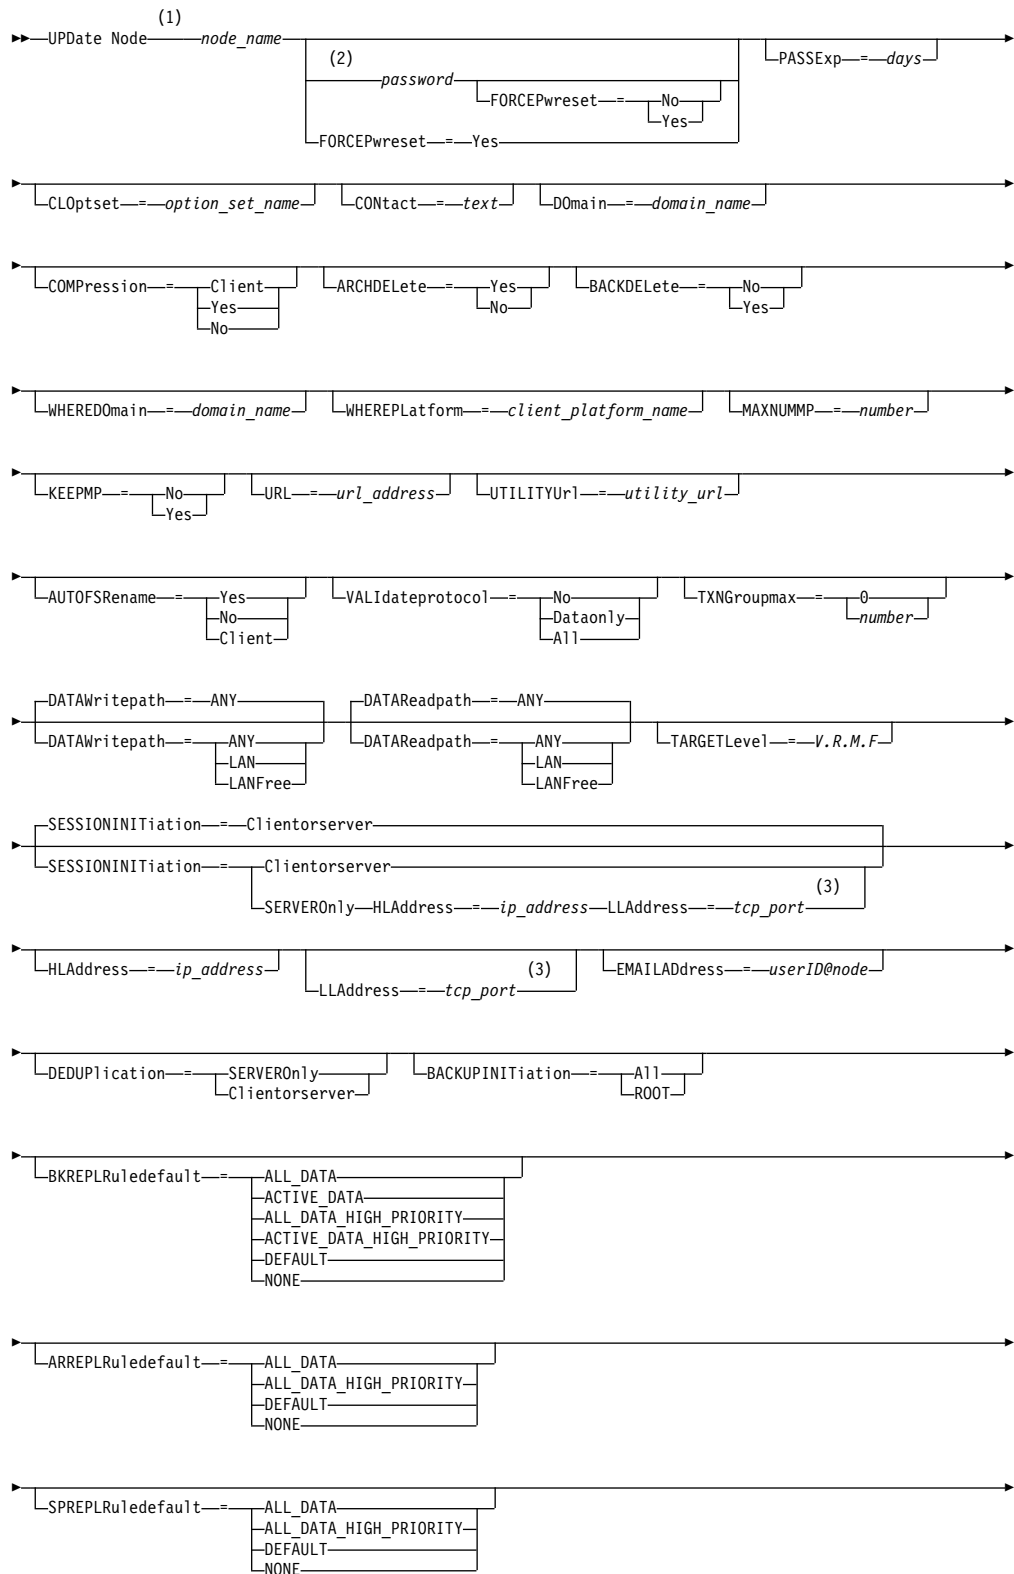 (1)
UPDate Node node_name
(2)
password
FORCEPwreset = No
Yes
FORCEPwreset = Yes
PASSExp = days
CLOptset = option_set_name CONtact = text DOmain = domain_name
COMPression = Client ARCHDELete = Yes BACKDELete = No
Yes No Yes
No
WHEREDOmain = domain_name WHEREPLatform = client_platform_name MAXNUMMP = number
KEEPMP = No URL = url_address UTILITYUrl = utility_url
Yes
AUTOFSRename = Yes VALIdateprotocol = No TXNGroupmax = 0
No Dataonly number
Client All
DATAWritepath = ANY DATAReadpath = ANY
DATAWritepath = ANY DATAReadpath = ANY TARGETLevel = V.R.M.F
LAN LAN
LANFree LANFree
SESSIONINITiation = Clientorserver
SESSIONINITiation = Clientorserver
(3)
SERVEROnly HLAddress = ip_address LLAddress = tcp_port
HLAddress = ip_address (3) EMAILADdress = userID@node
LLAddress = tcp_port
DEDUPlication = SERVEROnly BACKUPINITiation = All
Clientorserver ROOT
BKREPLRuledefault = ALL_DATA
ACTIVE_DATA
ALL_DATA_HIGH_PRIORITY
ACTIVE_DATA_HIGH_PRIORITY
DEFAULT
NONE
ARREPLRuledefault = ALL_DATA
ALL_DATA_HIGH_PRIORITY
DEFAULT
NONE
SPREPLRuledefault = ALL_DATA
ALL_DATA_HIGH_PRIORITY
DEFAULT
NONE